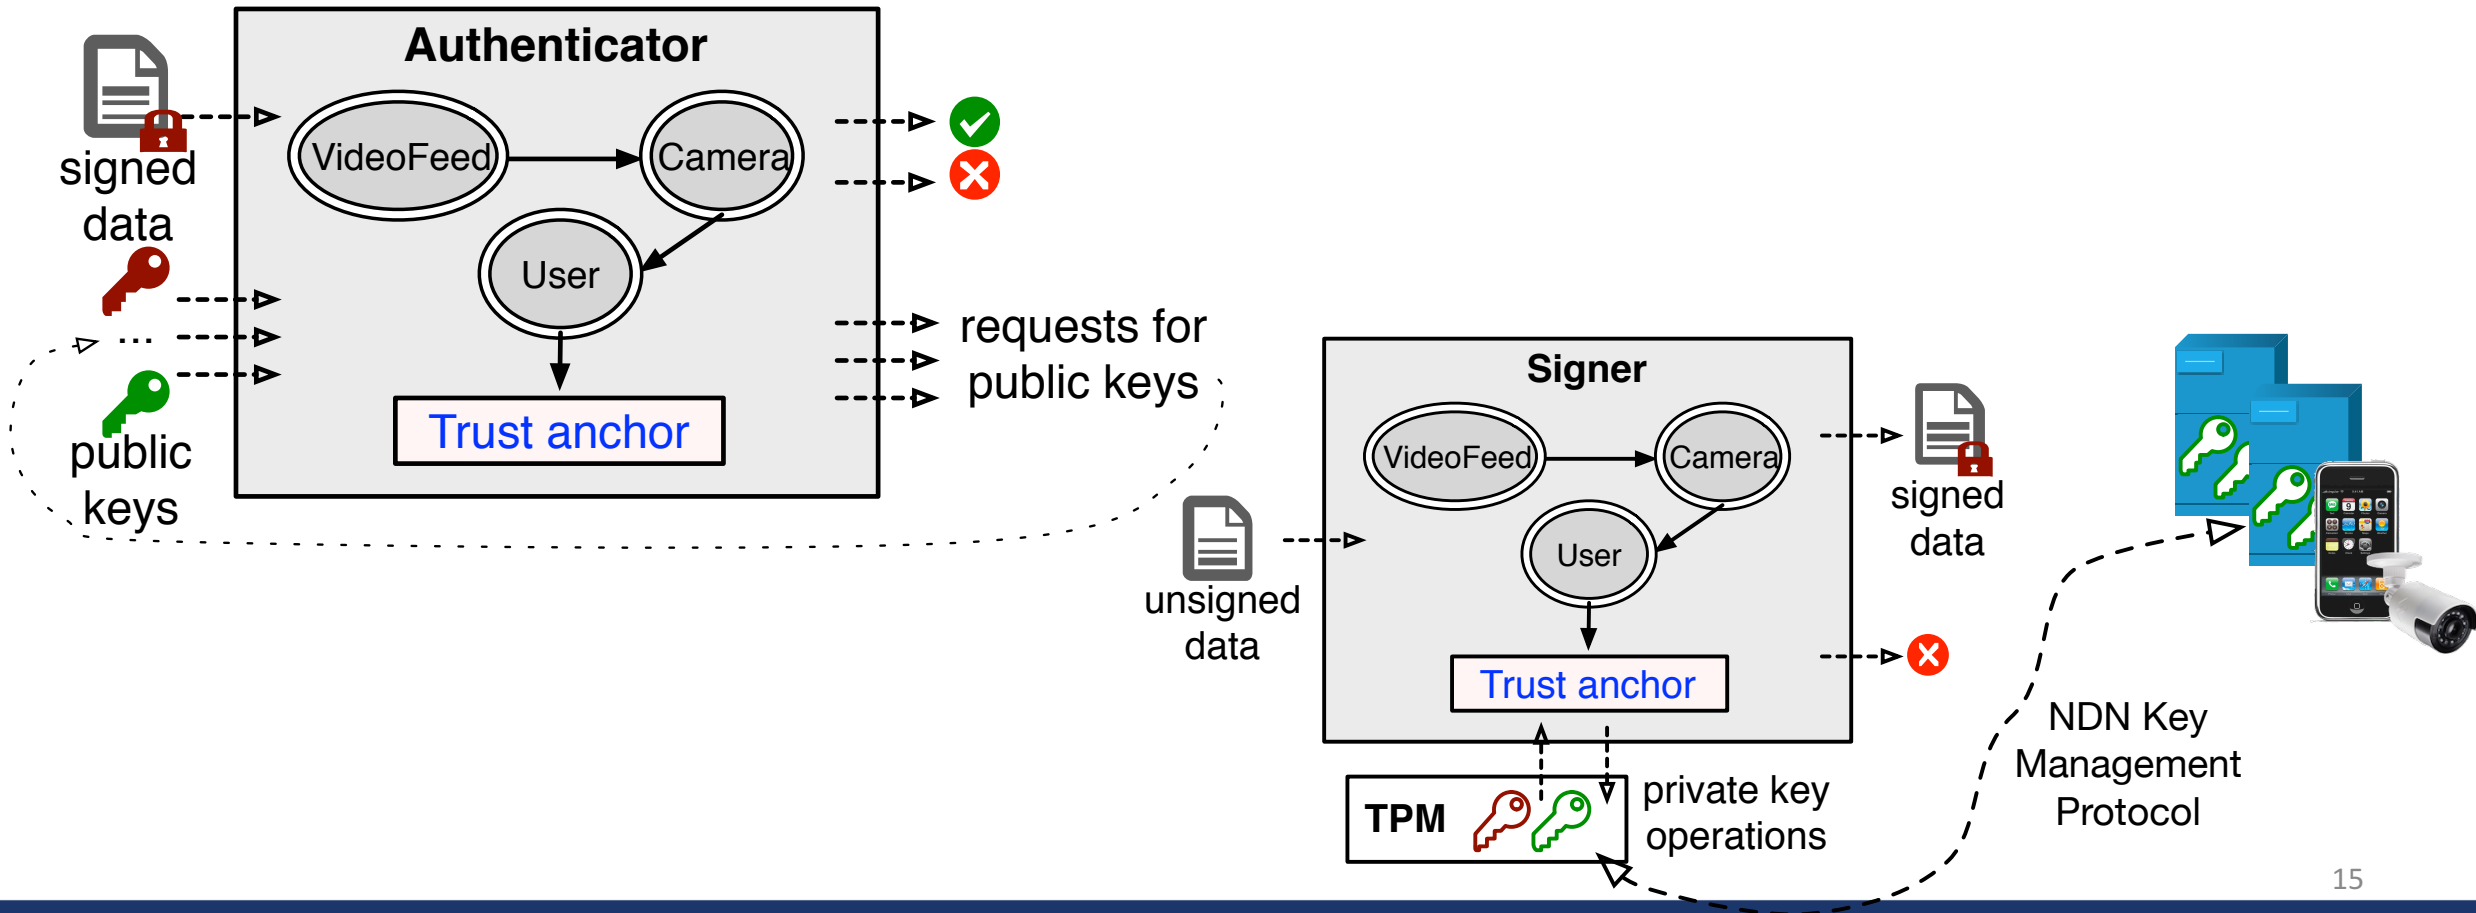 Authenticator
signed
data
VideoFeed
Camera
User
Trust anchor
...
public
keys
requests for
public keys
Signer
VideoFeed
Camera
User
Trust anchor
unsigned
data
signed
data
TPM
private key
operations
NDN Key
Management
Protocol
15